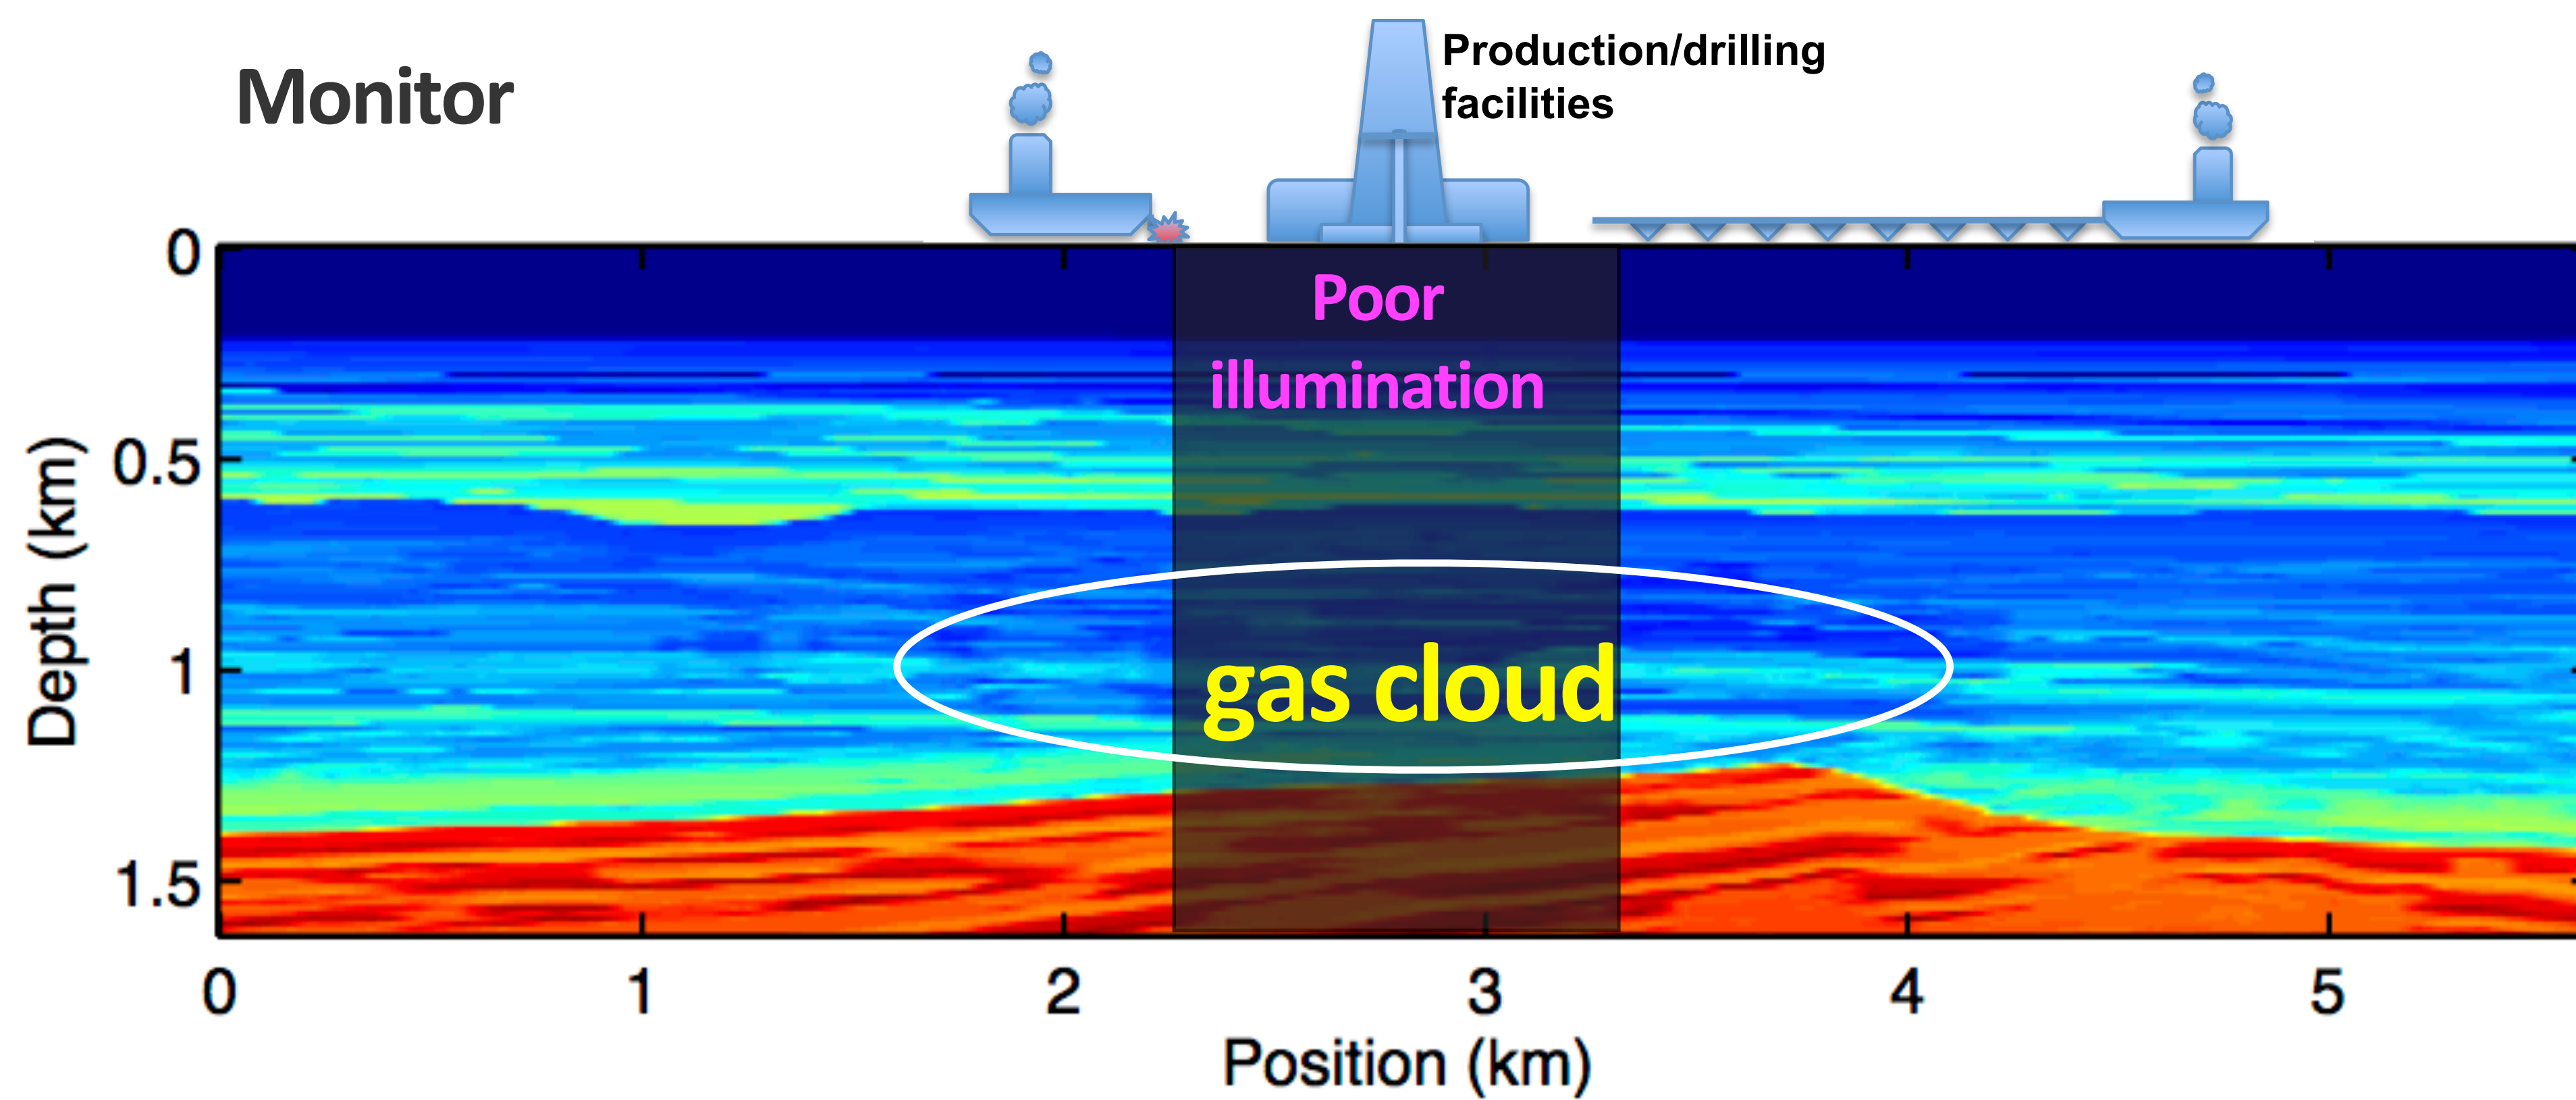 Monitor
Production/drilling
facilities
Poor
illumination
gas cloud
0
0.5
1
1.5
Depth (km)
0 1 2 3 4 5
Position (km)